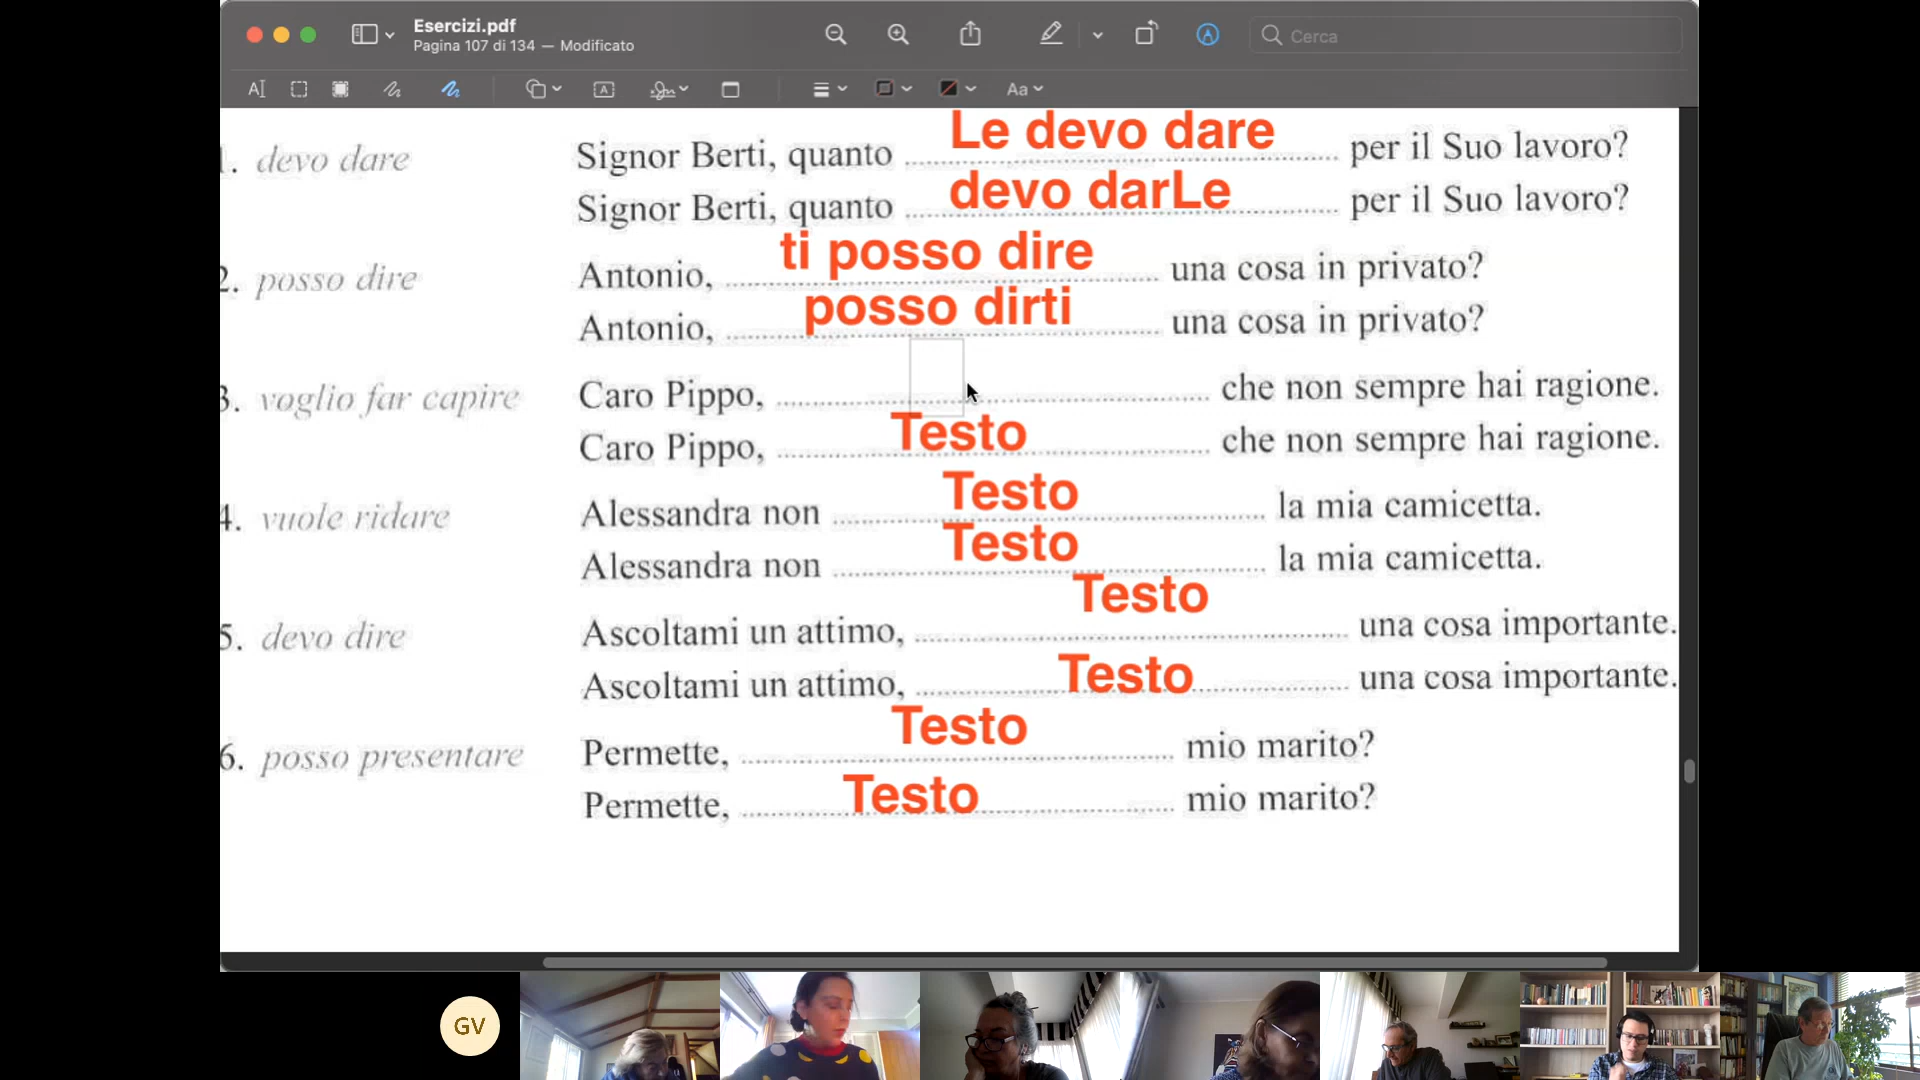 Esercizi.pdf
Pagina 107 di 134 — Modificato
Cerca
Aa
1. devo dare Signor Berti, quanto Le devo dare per il Suo lavoro?
Signor Berti, quanto devo darLe per il Suo lavoro?
2. posso dire Antonio, ti posso dire una cosa in privato?
Antonio, posso dirti una cosa in privato?
3. voglio far capire Caro Pippo, che non sempre hai ragione.
Caro Pippo, Testo che non sempre hai ragione.
4. vuole ridare Alessandra non Testo la mia camicetta.
Alessandra non Testo la mia camicetta.
5. devo dire Ascoltami un attimo, Testo una cosa importante.
Ascoltami un attimo, Testo una cosa importante.
6. posso presentare Permette, Testo mio marito?
Permette, Testo mio marito?
GV